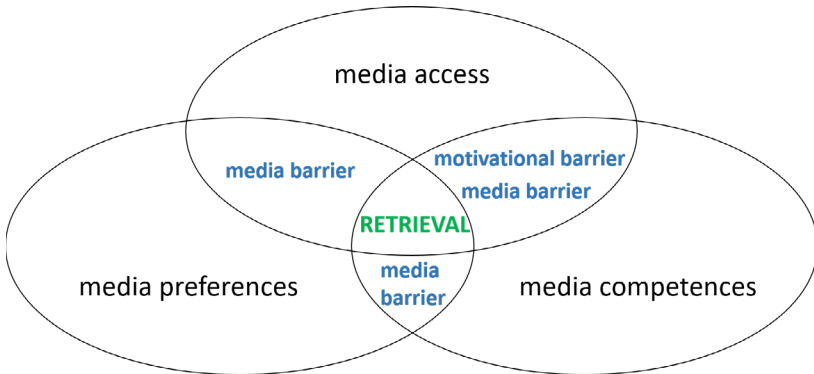 media access
media barrier
motivational barrier
media barrier
RETRIEVAL
media
barrier
media preferences
media competences